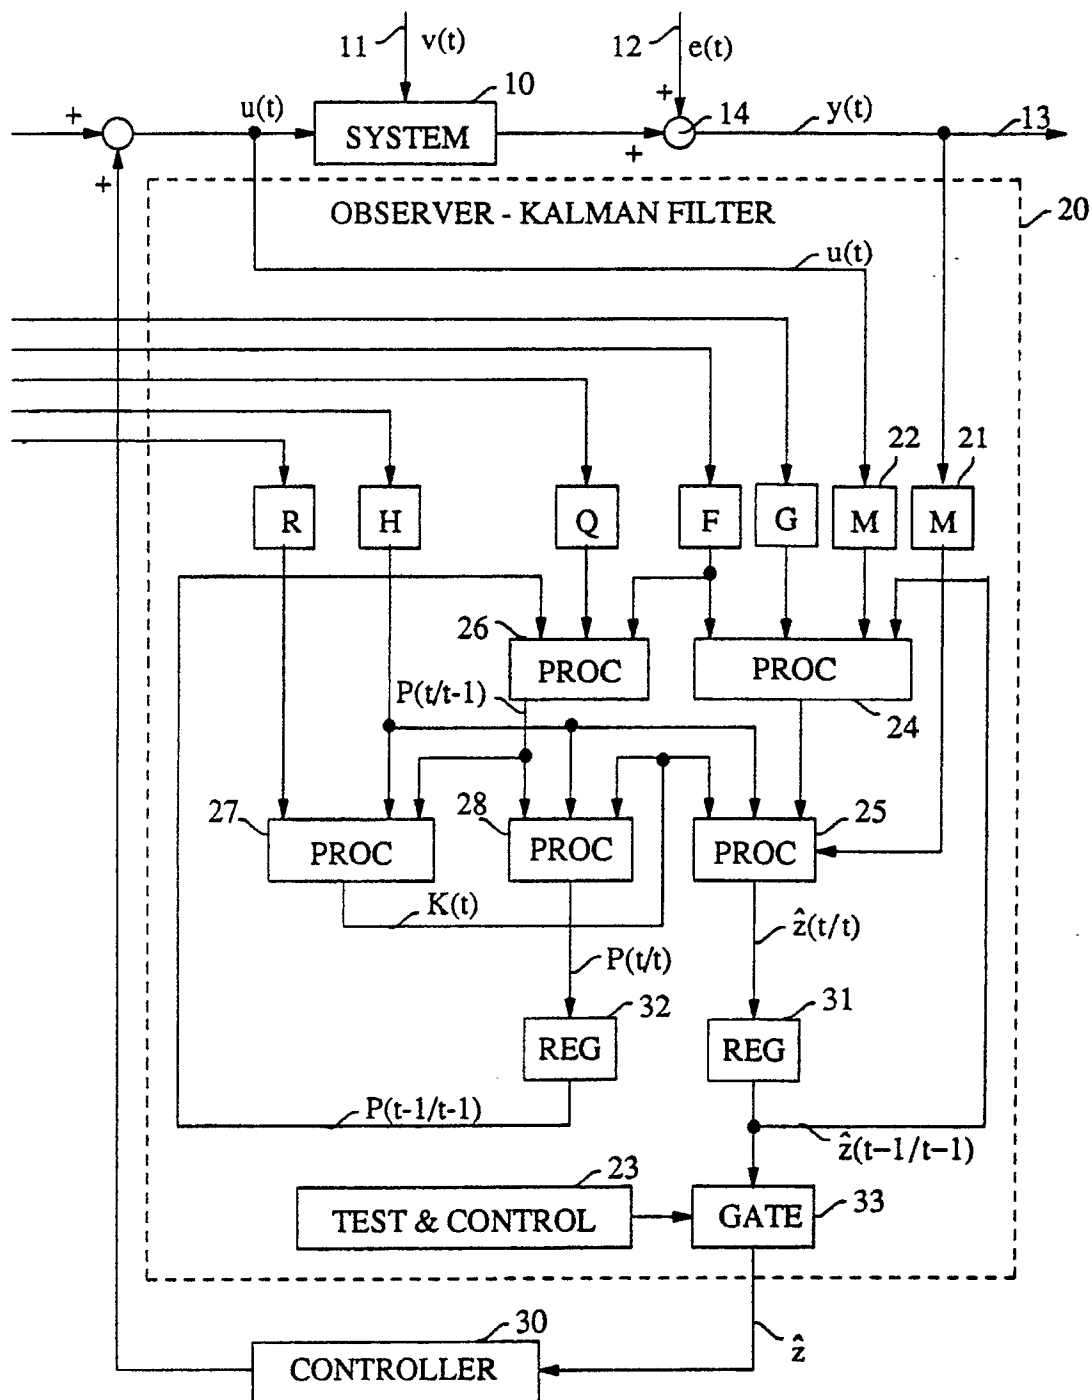 11 v(t) 12 e(t)
+ u(t) 10 + 14 y(t) 13
SYSTEM
+ +
OBSERVER - KALMAN FILTER 20
u(t)
22 21
R H Q F G M M
26 PROC PROC
P(t/t-1) 24
27 28 25
PROC PROC PROC
K(t) ẑ(t/t)
P(t/t)
32 31
REG REG
P(t-1/t-1) ẑ(t−1/t−1)
23 33
TEST & CONTROL GATE
30 ẑ
CONTROLLER